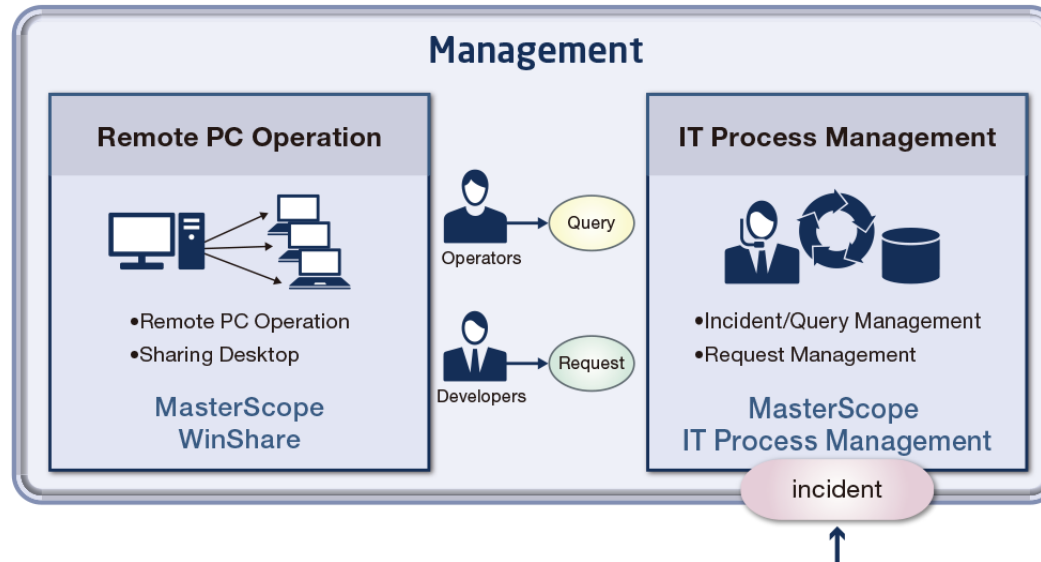 Management
Remote PC Operation
•Remote PC Operation
•Sharing Desktop
MasterScope
WinShare
Operators
Query
Developers
Request
IT Process Management
•Incident/Query Management
•Request Management
MasterScope
IT Process Management
incident